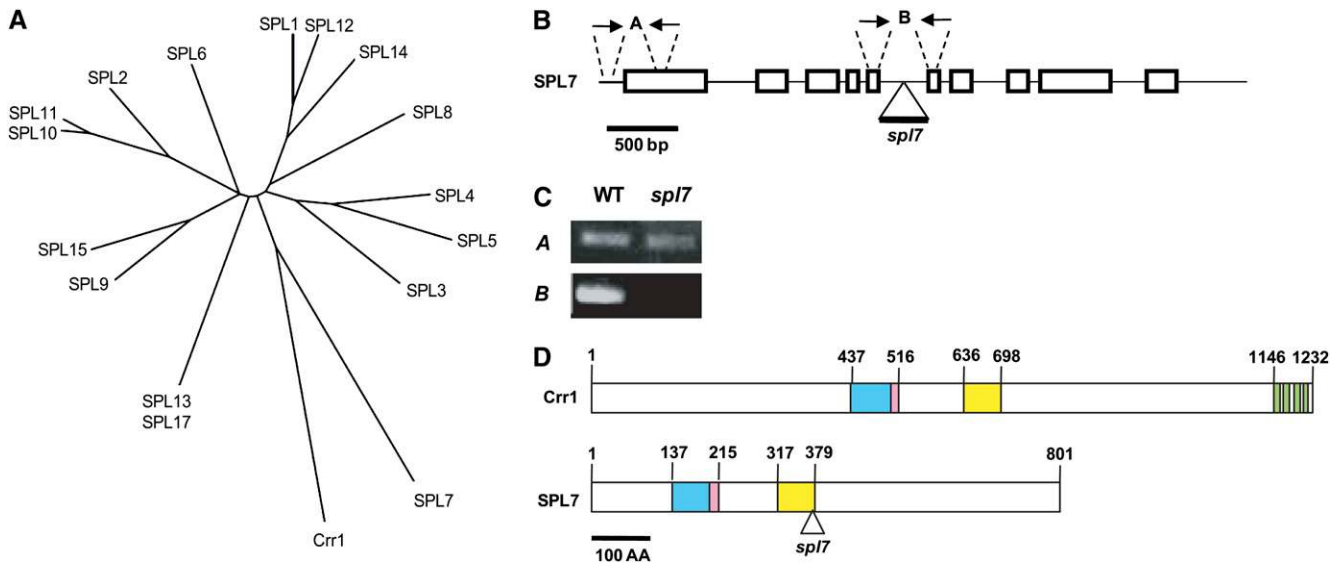 A
SPL1
SPL12
SPL6
SPL14
SPL2
SPL11
SPL10
SPL8
SPL4
SPL5
SPL15
SPL9
SPL3
SPL13
SPL17
SPL7
Crr1
B
A
B
SPL7
500 bp
spl7
C
WT spl7
A
B
D
1 437 516 636 698 1146 1232
Crr1
1 137 215 317 379 801
SPL7
100 AA
spl7